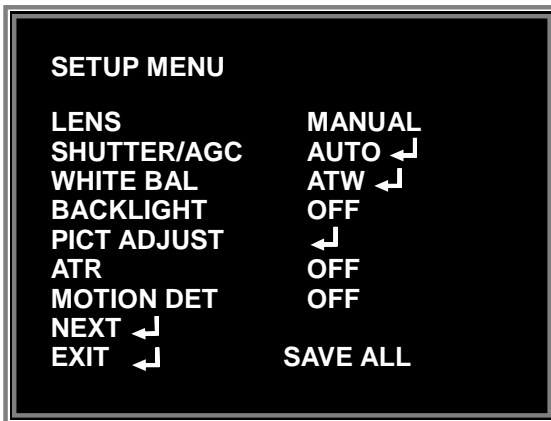 SETUP MENU
LENS MANUAL
SHUTTER/AGC AUTO ↵
WHITE BAL ATW ↵
BACKLIGHT OFF
PICT ADJUST ↵
ATR OFF
MOTION DET OFF
NEXT ↵
EXIT ↵ SAVE ALL